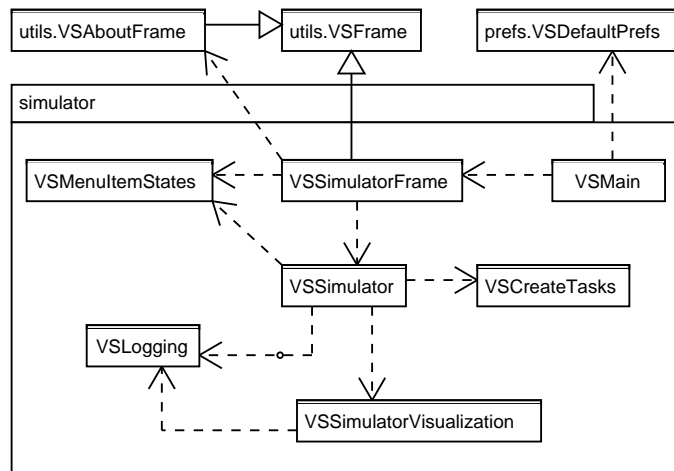 utils.VSAboutFrame
utils.VSFrame
prefs.VSDefaultPrefs
simulator
VSMenuItemStates
VSSimulatorFrame
VSMain
VSSimulator
VSCreateTasks
VSLogging
VSSimulatorVisualization